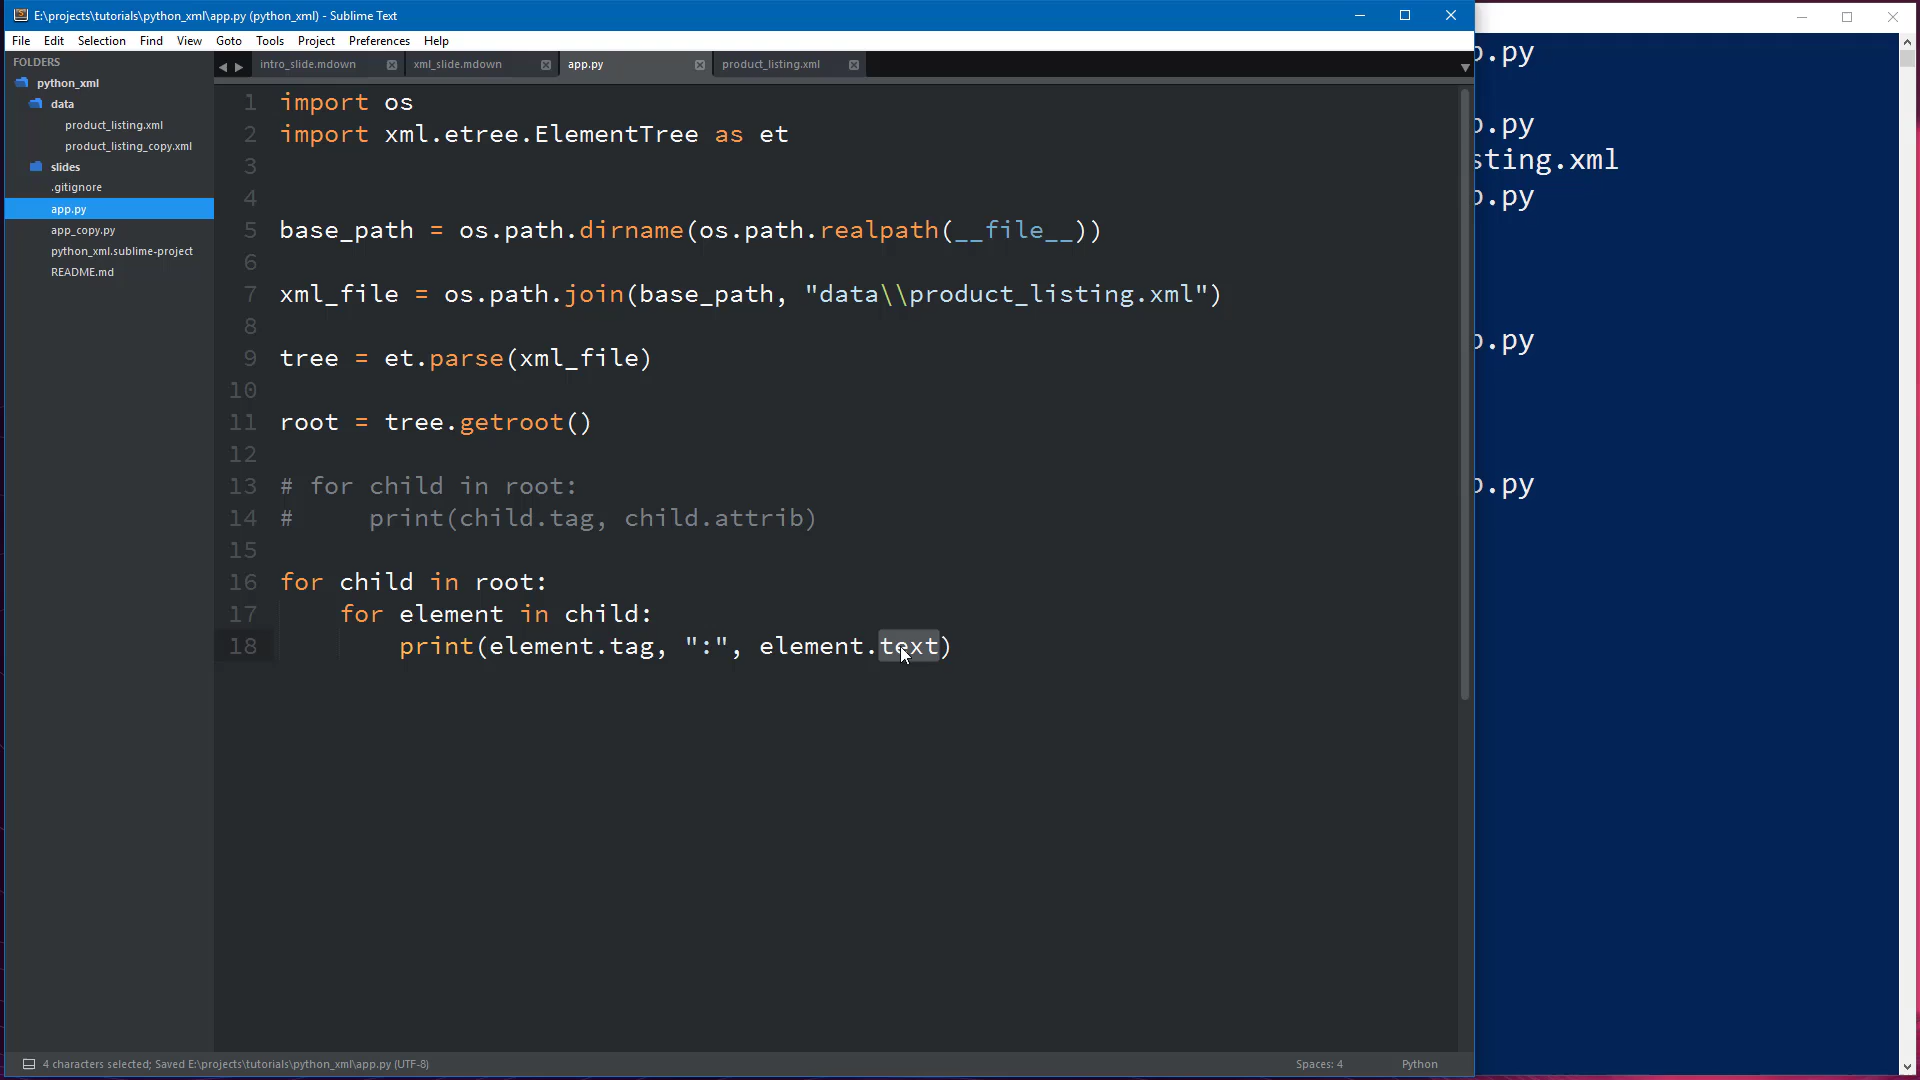 E:\projects\tutorials\python_xml\app.py (python_xml) - Sublime Text
File Edit Selection Find View Goto Tools Project Preferences Help
FOLDERS
python_xml
data
product_listing.xml
product_listing_copy.xml
slides
.gitignore
app.py
app_copy.py
python_xml.sublime-project
README.md
intro_slide.mdown xml_slide.mdown app.py product_listing.xml
1 import os
2 import xml.etree.ElementTree as et
3
4
5 base_path = os.path.dirname(os.path.realpath(__file__))
6
7 xml_file = os.path.join(base_path, "data\\product_listing.xml")
8
9 tree = et.parse(xml_file)
10
11 root = tree.getroot()
12
13 # for child in root:
14 #     print(child.tag, child.attrib)
15
16 for child in root:
17     for element in child:
18         print(element.tag, ":", element.text)
p.py
p.py
sting.xml
p.py
p.py
p.py
4 characters selected; Saved E:\projects\tutorials\python_xml\app.py (UTF-8) Spaces: 4 Python